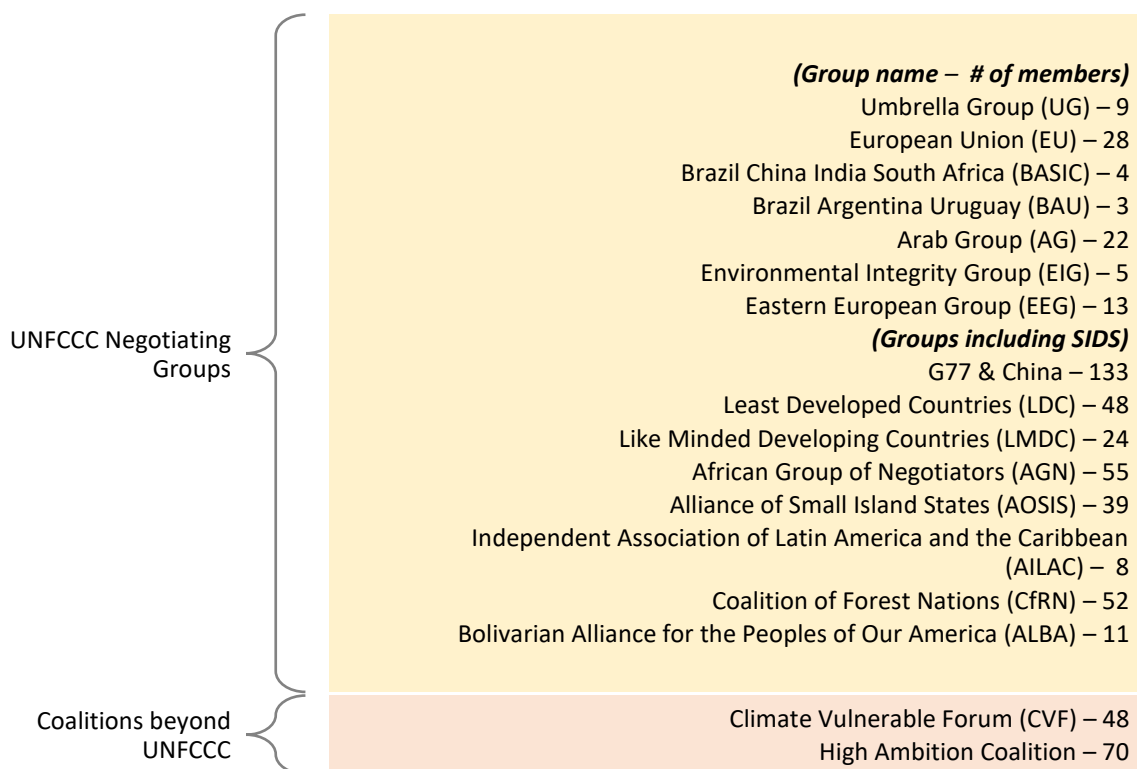 UNFCCC Negotiating
Groups
(Group name – # of members)
Umbrella Group (UG) – 9
European Union (EU) – 28
Brazil China India South Africa (BASIC) – 4
Brazil Argentina Uruguay (BAU) – 3
Arab Group (AG) – 22
Environmental Integrity Group (EIG) – 5
Eastern European Group (EEG) – 13
(Groups including SIDS)
G77 & China – 133
Least Developed Countries (LDC) – 48
Like Minded Developing Countries (LMDC) – 24
African Group of Negotiators (AGN) – 55
Alliance of Small Island States (AOSIS) – 39
Independent Association of Latin America and the Caribbean
(AILAC) – 8
Coalition of Forest Nations (CfRN) – 52
Bolivarian Alliance for the Peoples of Our America (ALBA) – 11
Coalitions beyond
UNFCCC
Climate Vulnerable Forum (CVF) – 48
High Ambition Coalition – 70